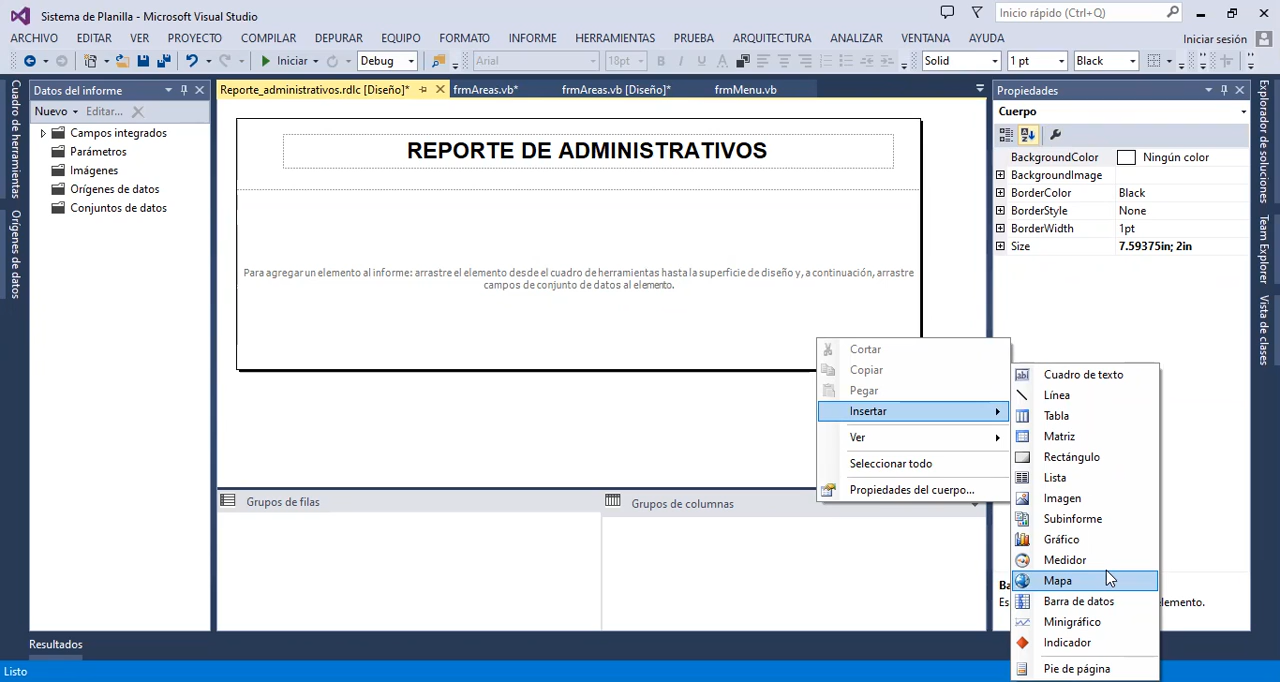 Sistema de Planilla - Microsoft Visual Studio
Inicio rápido (Ctrl+Q)
ARCHIVO EDITAR VER PROYECTO COMPILAR DEPURAR EQUIPO FORMATO INFORME HERRAMIENTAS PRUEBA ARQUITECTURA ANALIZAR VENTANA AYUDA
Iniciar sesión
Iniciar Debug Arial 18pt Solid 1 pt Black
Cuadro de herramientas
Orígenes de datos
Datos del informe
Nuevo Editar...
Campos integrados
Parámetros
Imágenes
Orígenes de datos
Conjuntos de datos
Reporte_administrativos.rdlc [Diseño]* frmAreas.vb* frmAreas.vb [Diseño]* frmMenu.vb
REPORTE DE ADMINISTRATIVOS
Para agregar un elemento al informe: arrastre el elemento desde el cuadro de herramientas hasta la superficie de diseño y, a continuación, arrastre
campos de conjunto de datos al elemento.
Grupos de filas
Grupos de columnas
Cortar
Copiar
Pegar
Insertar
Ver
Seleccionar todo
Propiedades del cuerpo...
Cuadro de texto
Línea
Tabla
Matriz
Rectángulo
Lista
Imagen
Subinforme
Gráfico
Medidor
Mapa
Barra de datos
Minigráfico
Indicador
Pie de página
Propiedades
Cuerpo
BackgroundColor Ningún color
BackgroundImage
BorderColor Black
BorderStyle None
BorderWidth 1pt
Size 7.59375in; 2in
Ba
Es
elemento.
Explorador de soluciones
Team Explorer
Vista de clases
Resultados
Listo